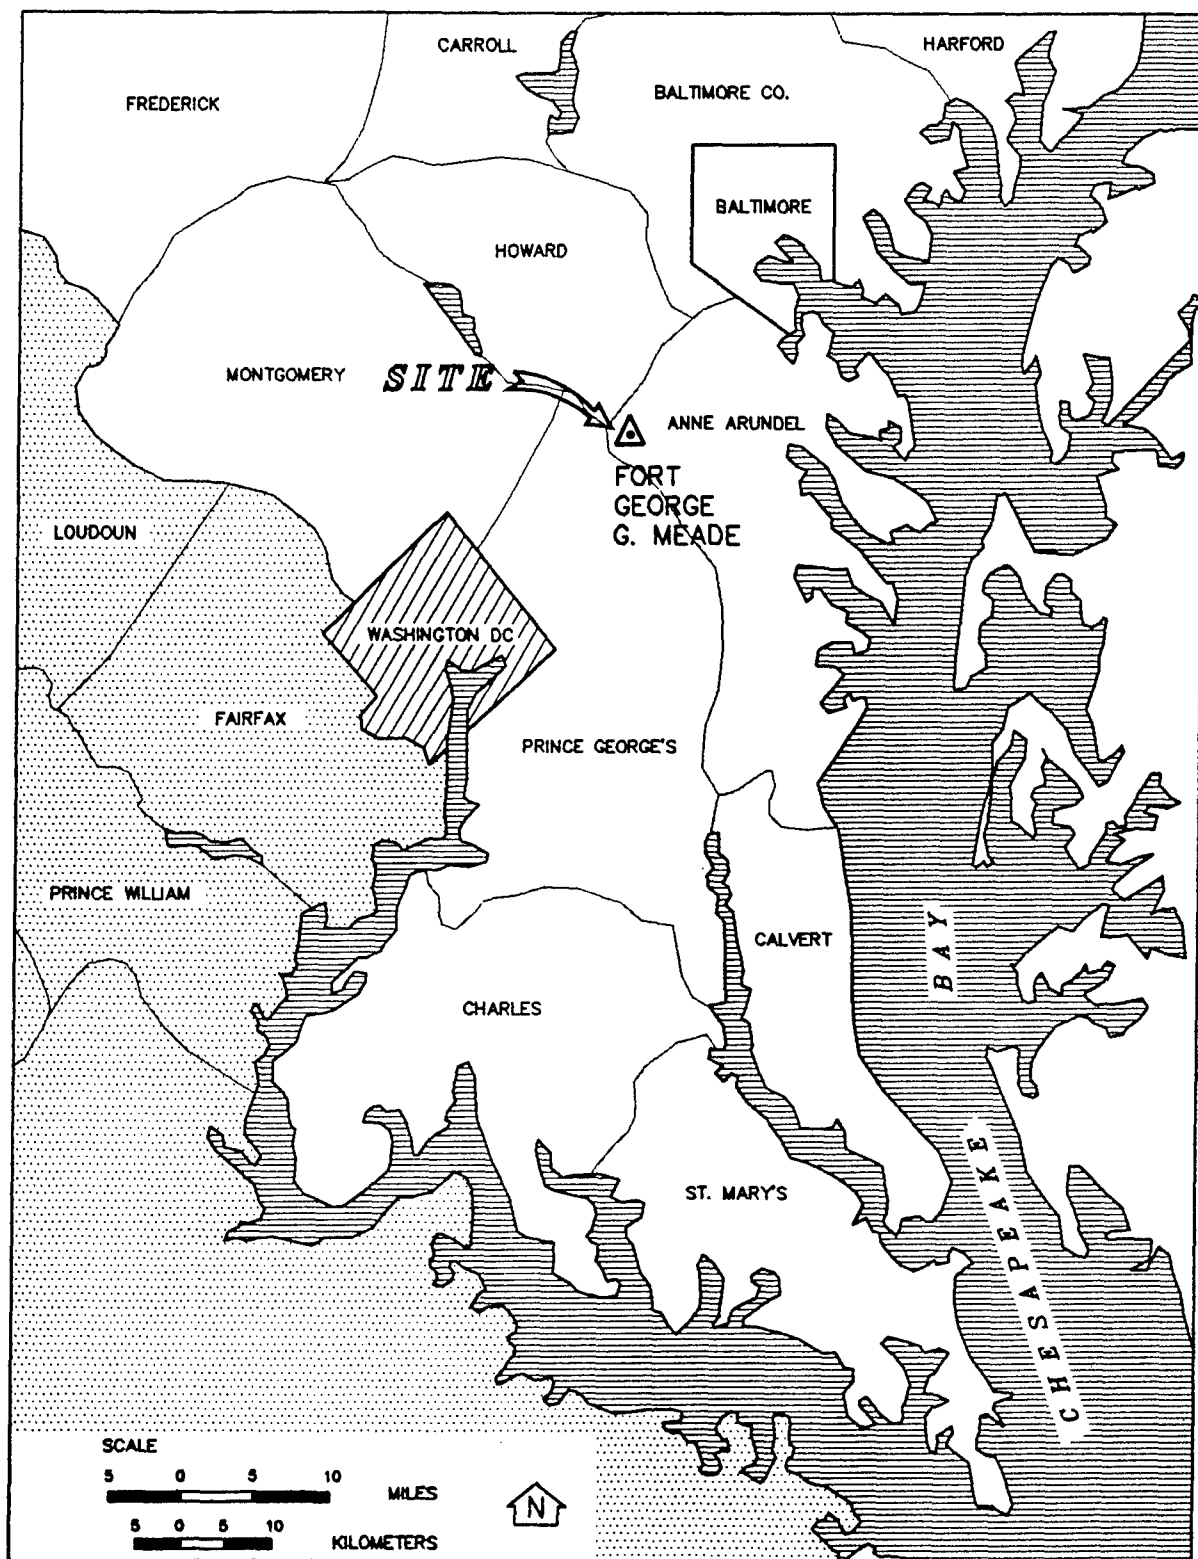 CARROLL
HARFORD
FREDERICK
BALTIMORE CO.
BALTIMORE
HOWARD
MONTGOMERY
SITE
ANNE ARUNDEL
FORT
GEORGE
G. MEADE
LOUDOUN
WASHINGTON DC
FAIRFAX
PRINCE GEORGE'S
PRINCE WILLIAM
CALVERT
CHARLES
ST. MARY'S
CHESAPEAKE
BAY
SCALE
5 0 5 10
MILES
5 0 5 10
KILOMETERS
N